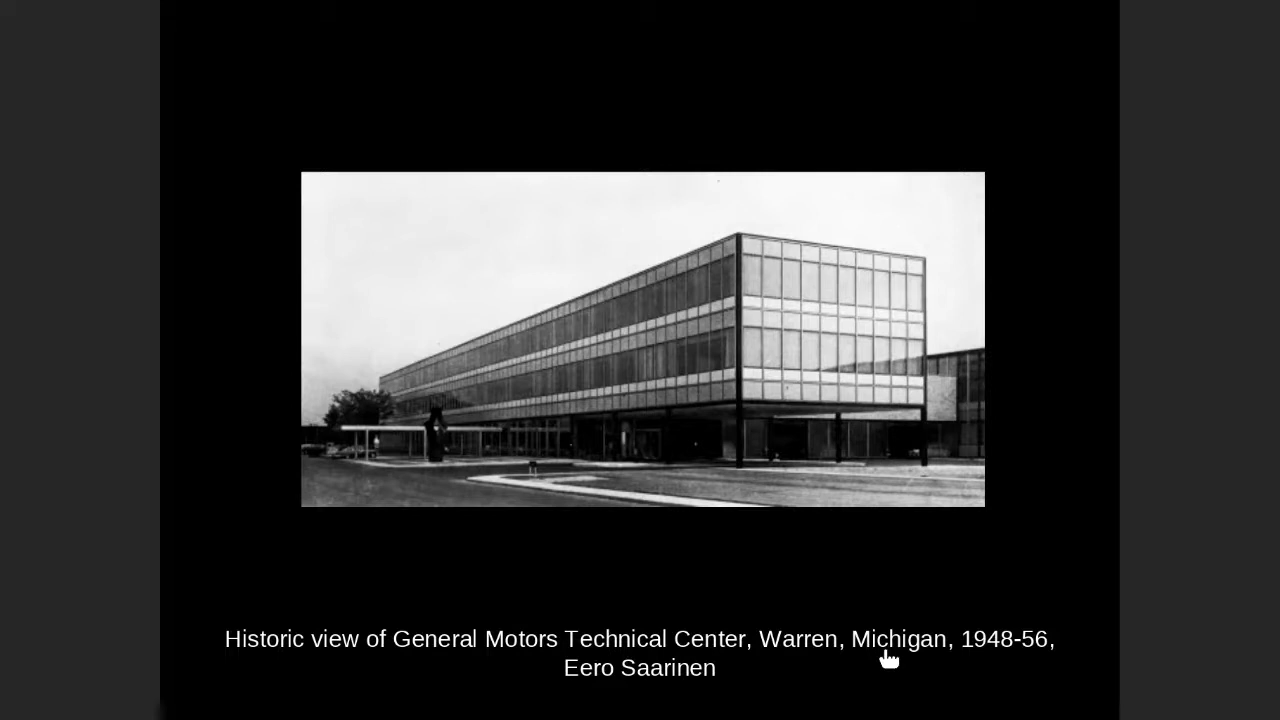 Historic view of General Motors Technical Center, Warren, Michigan, 1948-56,
Eero Saarinen